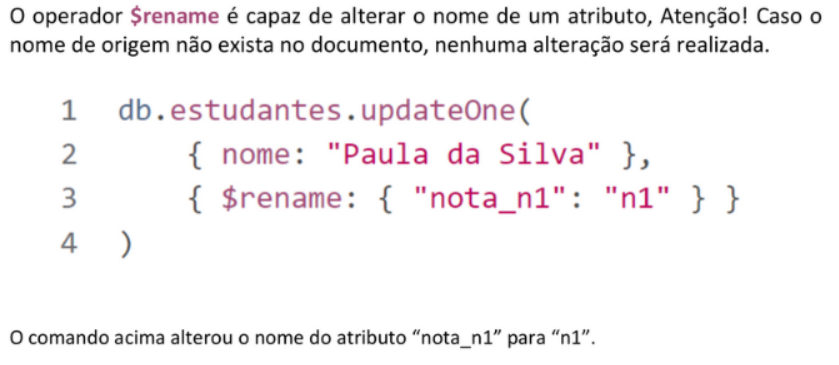 O operador $rename é capaz de alterar o nome de um atributo, Atenção! Caso o
nome de origem não exista no documento, nenhuma alteração será realizada.
1 db.estudantes.updateOne(
2 { nome: "Paula da Silva" },
3 { $rename: { "nota_n1": "n1" } }
4 )
O comando acima alterou o nome do atributo “nota_n1” para “n1”.